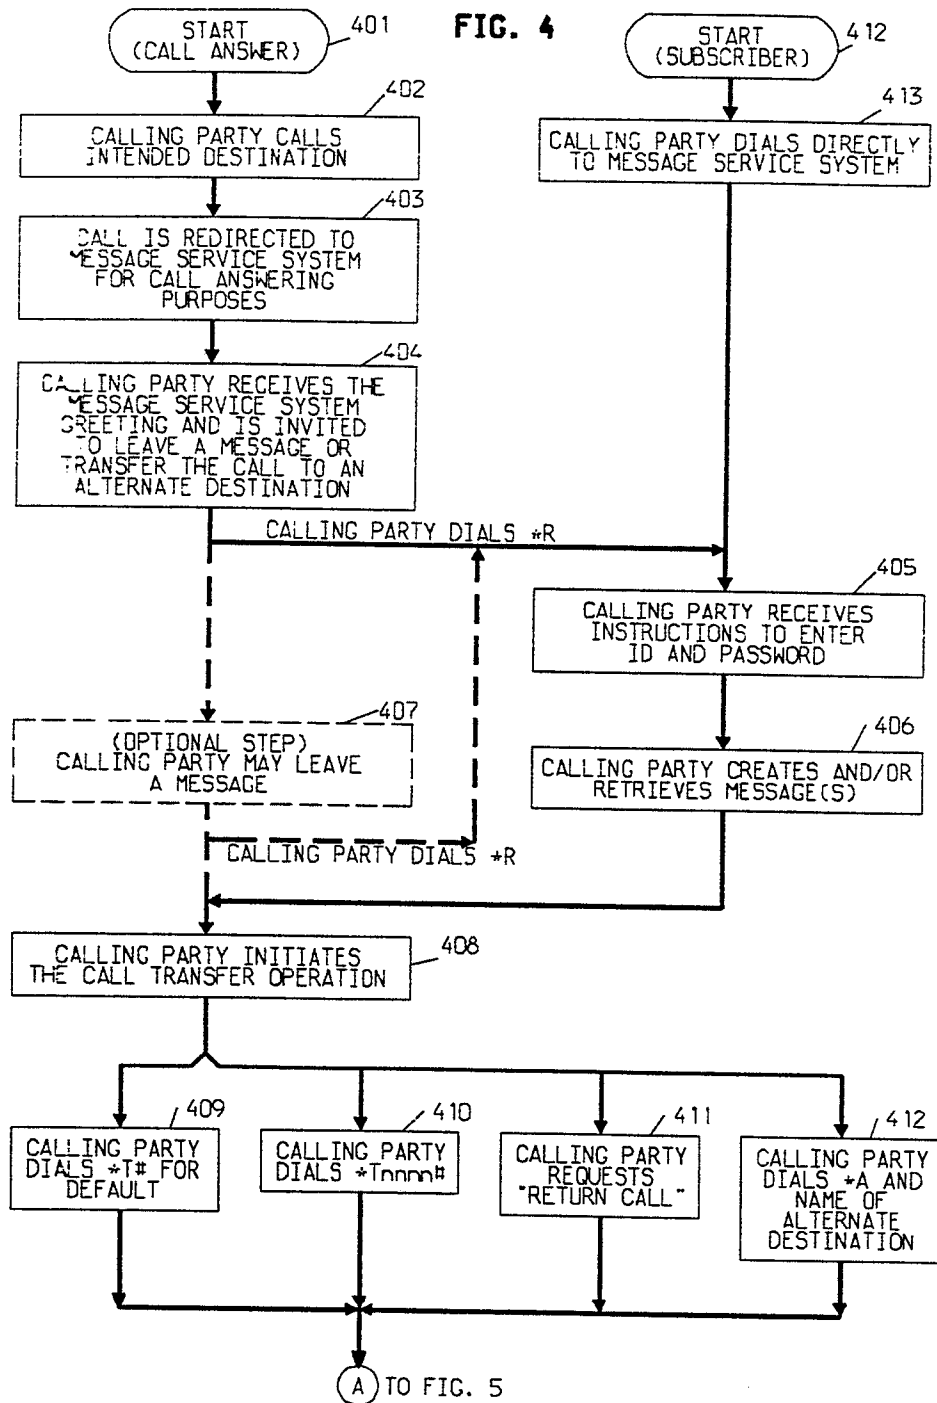 FIG. 4
START
(CALL ANSWER)
401
402
CALLING PARTY CALLS
INTENDED DESTINATION
403
CALL IS REDIRECTED TO
MESSAGE SERVICE SYSTEM
FOR CALL ANSWERING
PURPOSES
404
CALLING PARTY RECEIVES THE
MESSAGE SERVICE SYSTEM
GREETING AND IS INVITED
TO LEAVE A MESSAGE OR
TRANSFER THE CALL TO AN
ALTERNATE DESTINATION
START
(SUBSCRIBER)
412
413
CALLING PARTY DIALS DIRECTLY
TO MESSAGE SERVICE SYSTEM
CALLING PARTY DIALS *R
405
CALLING PARTY RECEIVES
INSTRUCTIONS TO ENTER
ID AND PASSWORD
407
(OPTIONAL STEP)
CALLING PARTY MAY LEAVE
A MESSAGE
406
CALLING PARTY CREATES AND/OR
RETRIEVES MESSAGE(S)
CALLING PARTY DIALS *R
408
CALLING PARTY INITIATES
THE CALL TRANSFER OPERATION
409
CALLING PARTY
DIALS *T# FOR
DEFAULT
410
CALLING PARTY
DIALS *Tnnnn#
411
CALLING PARTY
REQUESTS
"RETURN CALL"
412
CALLING PARTY
DIALS *A AND
NAME OF
ALTERNATE
DESTINATION
A TO FIG. 5